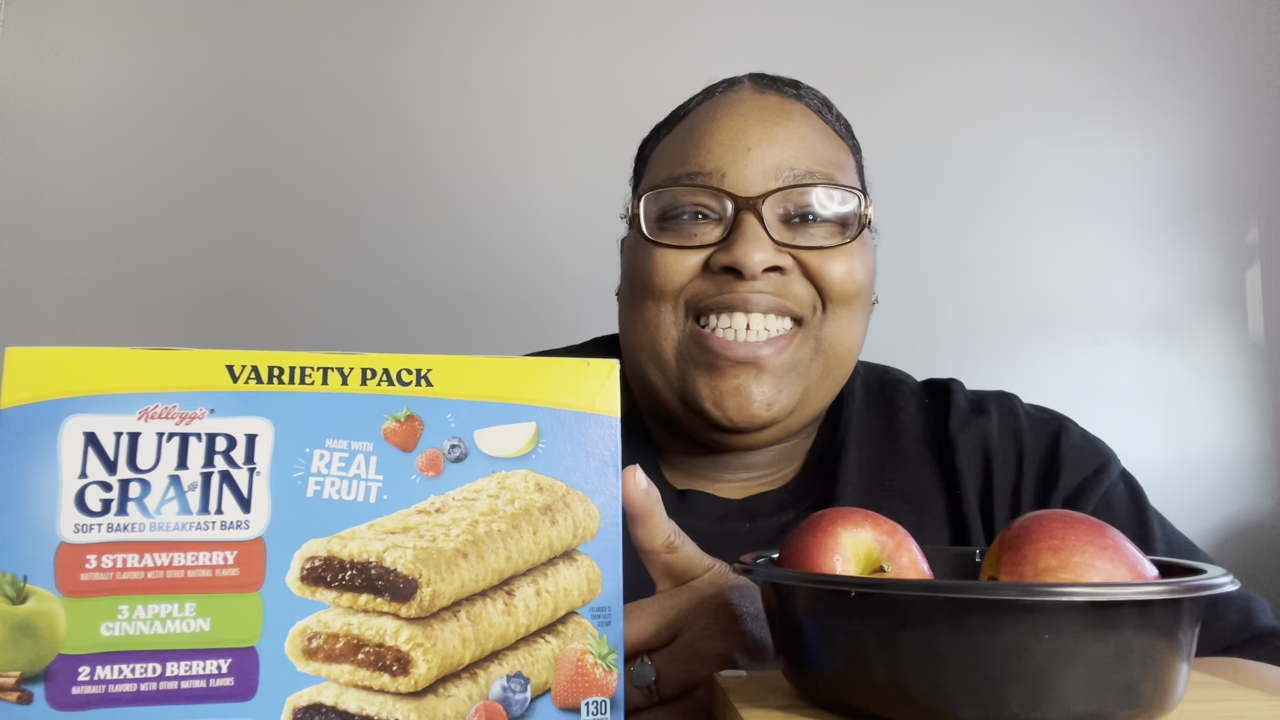 VARIETY PACK
Kellogg's
NUTRI
GRAIN®
SOFT BAKED BREAKFAST BARS
MADE WITH
REAL
FRUIT
3 STRAWBERRY
NATURALLY FLAVORED WITH OTHER NATURAL FLAVORS
3 APPLE
CINNAMON
2 MIXED BERRY
NATURALLY FLAVORED WITH OTHER NATURAL FLAVORS
130